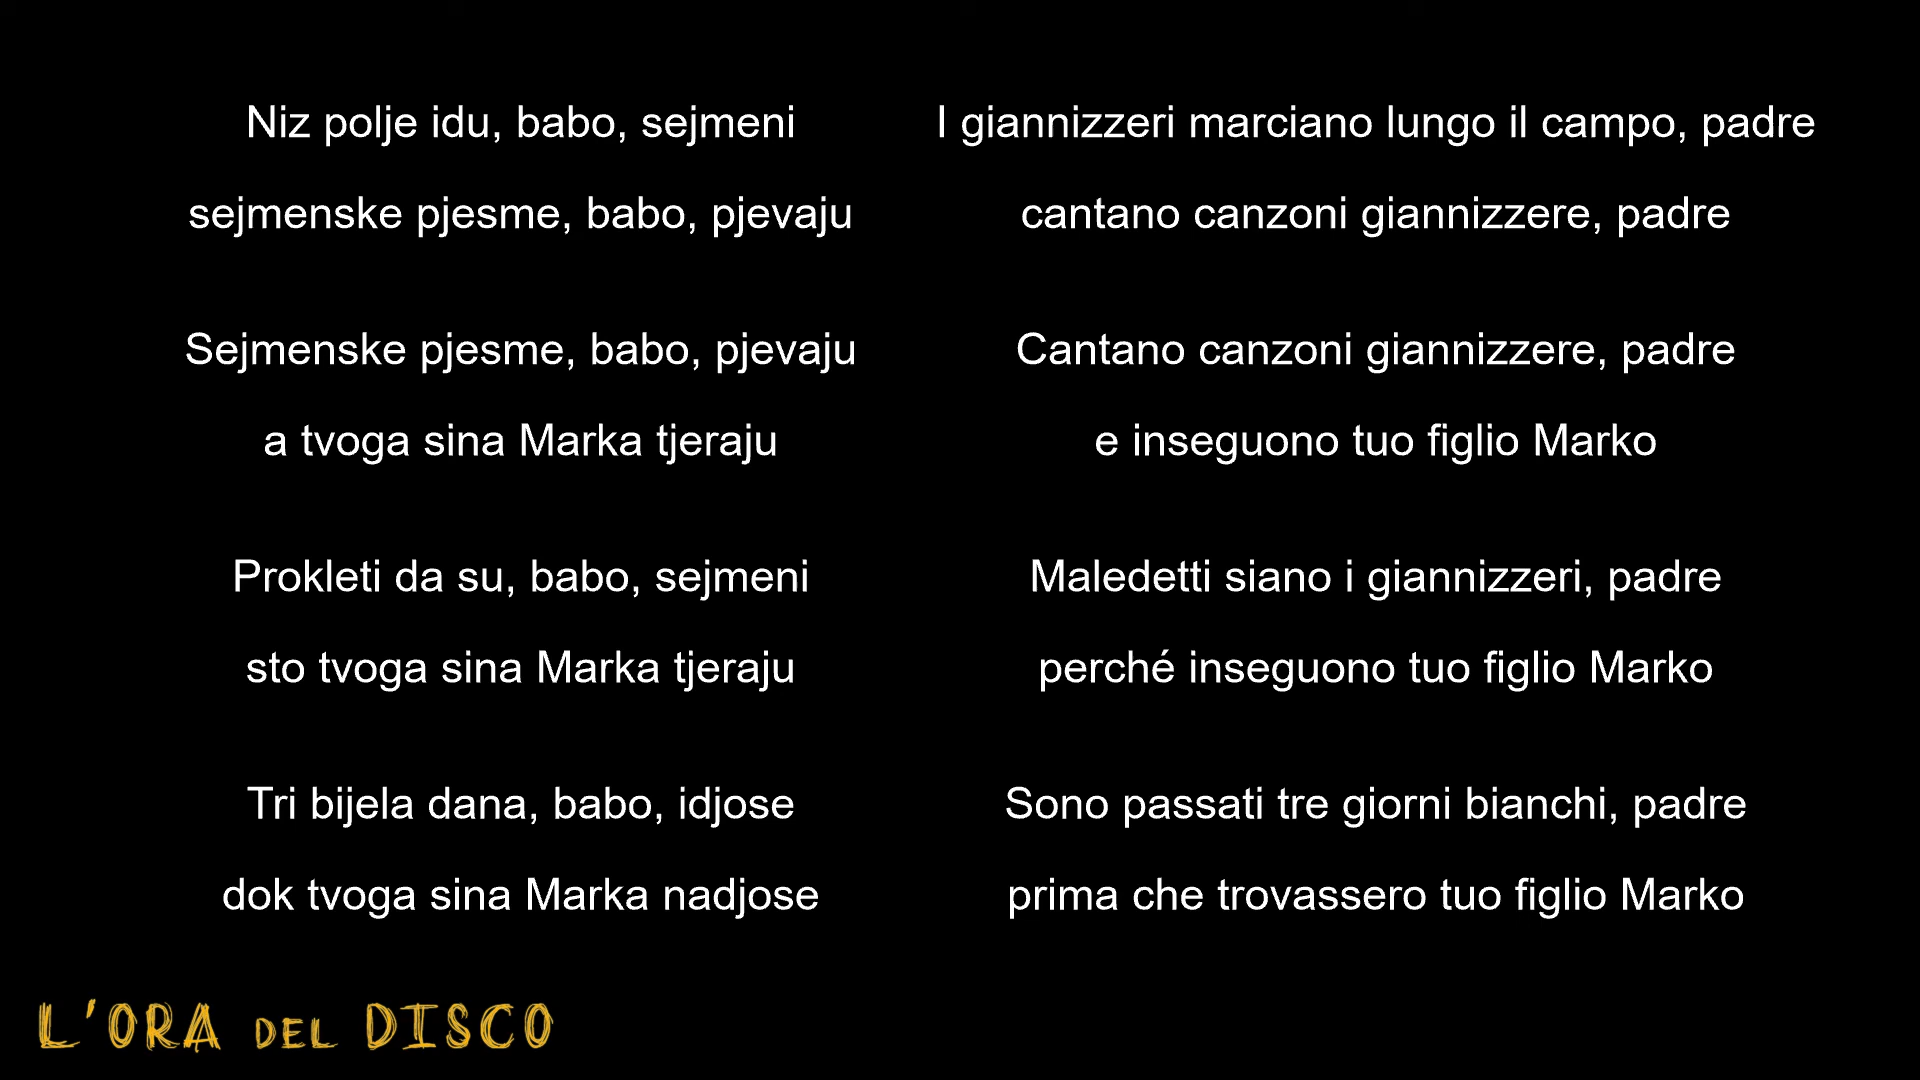 Niz polje idu, babo, sejmeni
sejmenske pjesme, babo, pjevaju
Sejmenske pjesme, babo, pjevaju
a tvoga sina Marka tjeraju
Prokleti da su, babo, sejmeni
sto tvoga sina Marka tjeraju
Tri bijela dana, babo, idjose
dok tvoga sina Marka nadjose
I giannizzeri marciano lungo il campo, padre
cantano canzoni giannizzere, padre
Cantano canzoni giannizzere, padre
e inseguono tuo figlio Marko
Maledetti siano i giannizzeri, padre
perché inseguono tuo figlio Marko
Sono passati tre giorni bianchi, padre
prima che trovassero tuo figlio Marko
L'ORA DEL DISCO